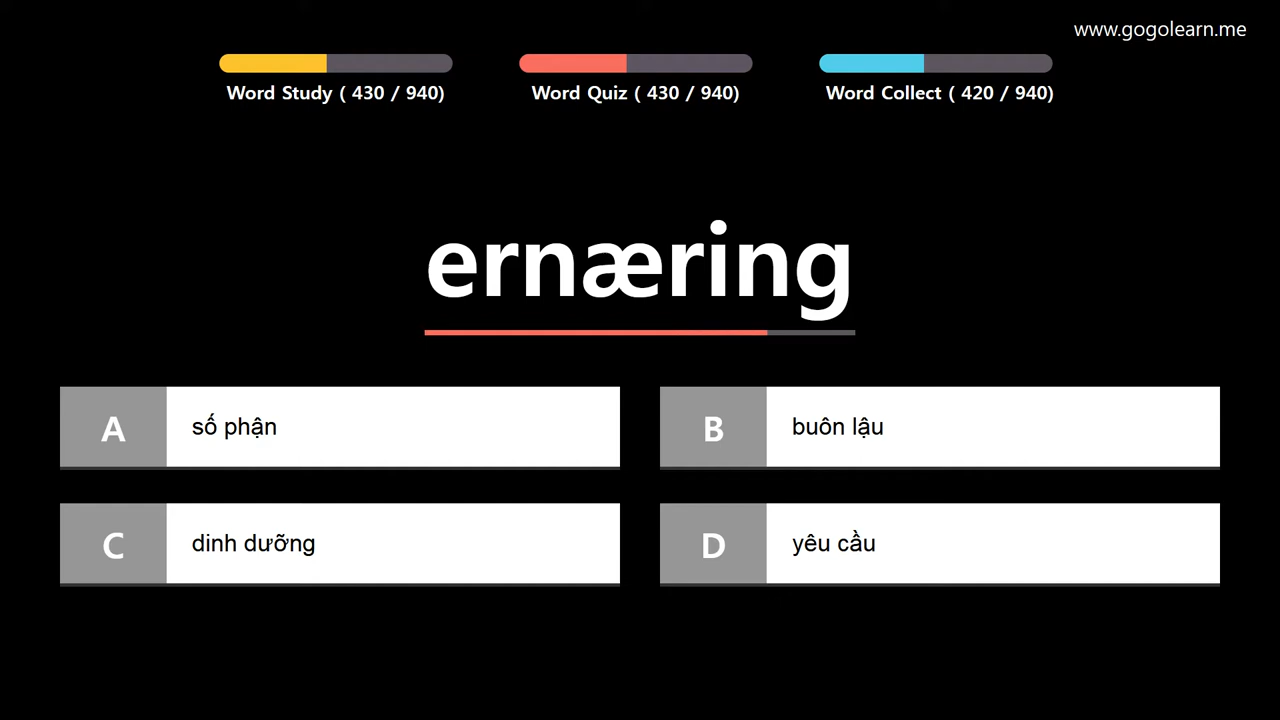 www.gogolearn.me
Word Study ( 430 / 940)
Word Quiz ( 430 / 940)
Word Collect ( 420 / 940)
ernæring
A số phận
B buôn lậu
C dinh dưỡng
D yêu cầu